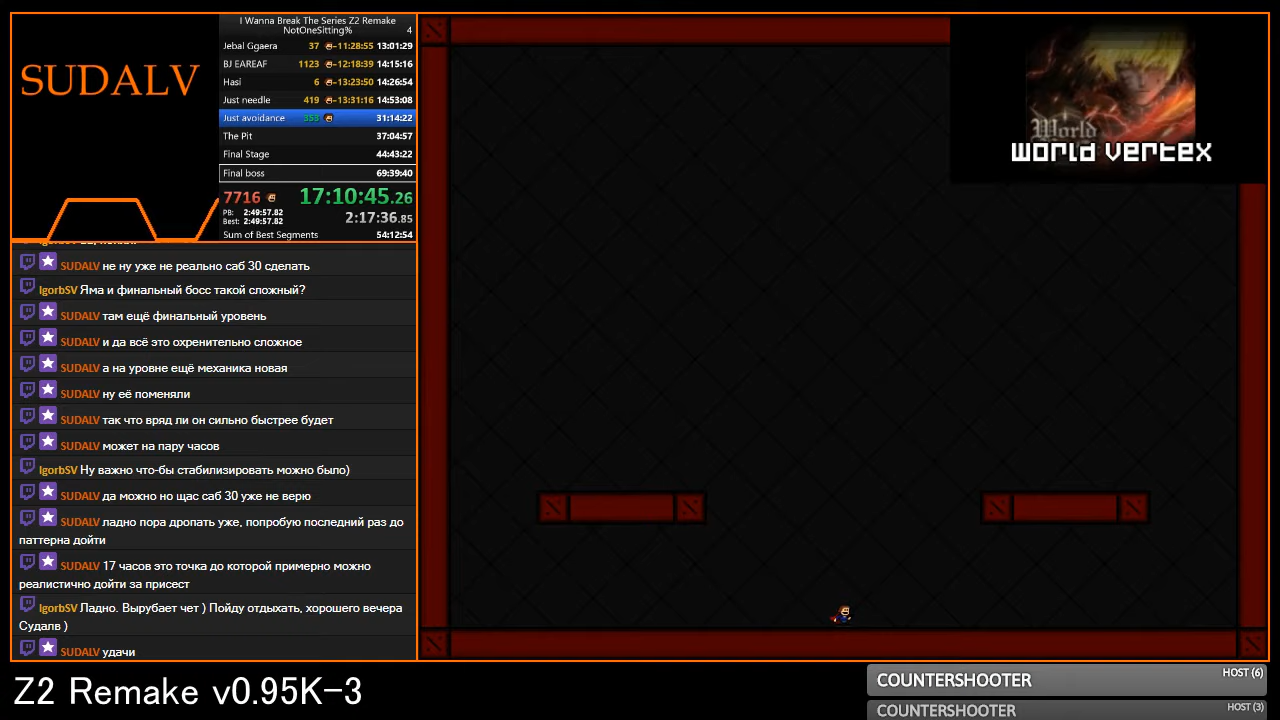 SUDALV
I Wanna Break The Series Z2 Remake
NotOneSitting% 4
Jebal Ggaera 37 -11:28:55 13:01:29
BJ EAREAF 1123 -12:18:39 14:15:16
Hasi 6 -13:23:50 14:26:54
Just needle 419 -13:31:16 14:53:08
Just avoidance 353 31:14:22
The Pit 37:04:57
Final Stage 44:43:22
Final boss 69:39:40
7716 17:10:45.26
PB: 2:49:57.82
Best: 2:49:57.82
2:17:36.85
Sum of Best Segments 54:12:54
SUDALV не ну уже не реально саб 30 сделать
IgorbSV Яма и финальный босс такой сложный?
SUDALV там ещё финальный уровень
SUDALV и да всё это охренительно сложное
SUDALV а на уровне ещё механика новая
SUDALV ну её поменяли
SUDALV так что вряд ли он сильно быстрее будет
SUDALV может на пару часов
IgorbSV Ну важно что-бы стабилизировать можно было)
SUDALV да можно но щас саб 30 уже не верю
SUDALV ладно пора дропать уже, попробую последний раз до
паттерна дойти
SUDALV 17 часов это точка до которой примерно можно
реалистично дойти за присест
IgorbSV Ладно. Вырубает чет ) Пойду отдыхать, хорошего вечера
Судалв )
SUDALV удачи
World
WORLD VERTEX
Z2 Remake v0.95K-3
COUNTERSHOOTER HOST (6)
COUNTERSHOOTER HOST (3)